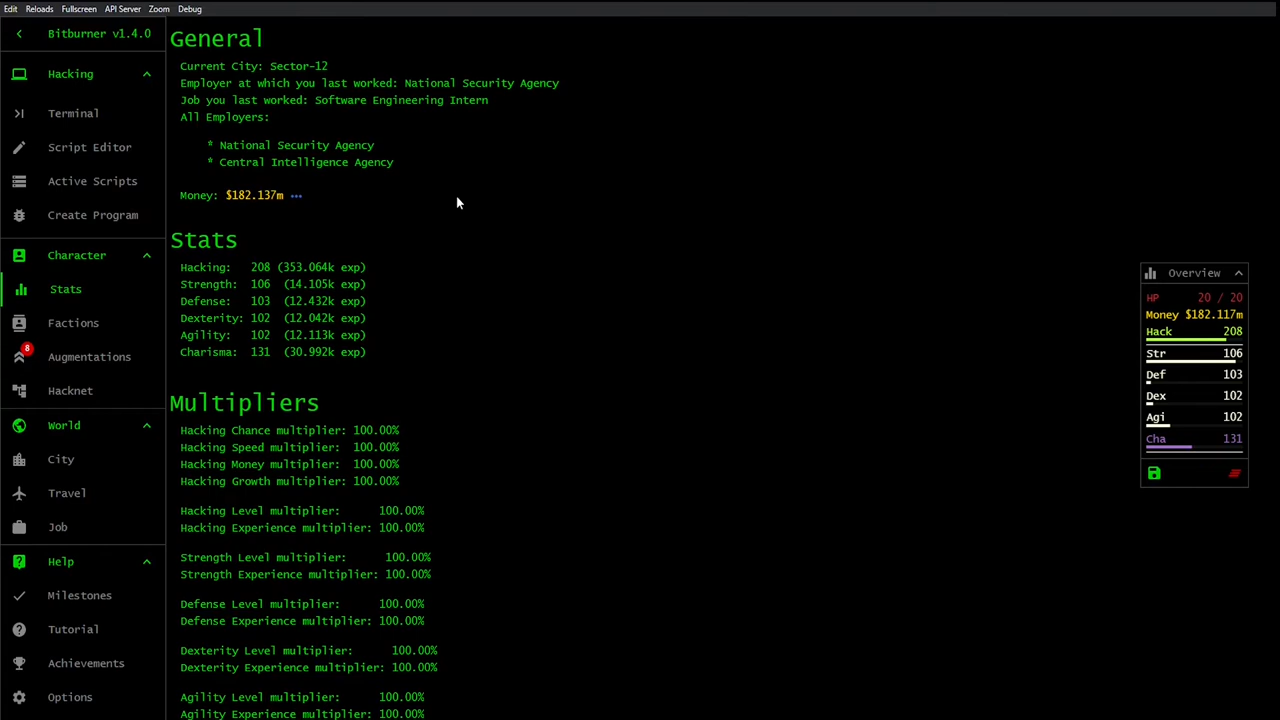 Edit Reloads Fullscreen API Server Zoom Debug
Bitburner v1.4.0
Hacking
Terminal
Script Editor
Active Scripts
Create Program
Character
Stats
Factions
8
Augmentations
Hacknet
World
City
Travel
Job
Help
Milestones
Tutorial
Achievements
Options
General
Current City: Sector-12
Employer at which you last worked: National Security Agency
Job you last worked: Software Engineering Intern
All Employers:
* National Security Agency
* Central Intelligence Agency
Money: $182.137m
Stats
Hacking: 208 (353.064k exp)
Strength: 106 (14.105k exp)
Defense: 103 (12.432k exp)
Dexterity: 102 (12.042k exp)
Agility: 102 (12.113k exp)
Charisma: 131 (30.992k exp)
Multipliers
Hacking Chance multiplier: 100.00%
Hacking Speed multiplier: 100.00%
Hacking Money multiplier: 100.00%
Hacking Growth multiplier: 100.00%
Hacking Level multiplier: 100.00%
Hacking Experience multiplier: 100.00%
Strength Level multiplier: 100.00%
Strength Experience multiplier: 100.00%
Defense Level multiplier: 100.00%
Defense Experience multiplier: 100.00%
Dexterity Level multiplier: 100.00%
Dexterity Experience multiplier: 100.00%
Agility Level multiplier: 100.00%
Agility Experience multiplier: 100.00%
Overview
HP 20 / 20
Money $182.117m
Hack 208
Str 106
Def 103
Dex 102
Agi 102
Cha 131